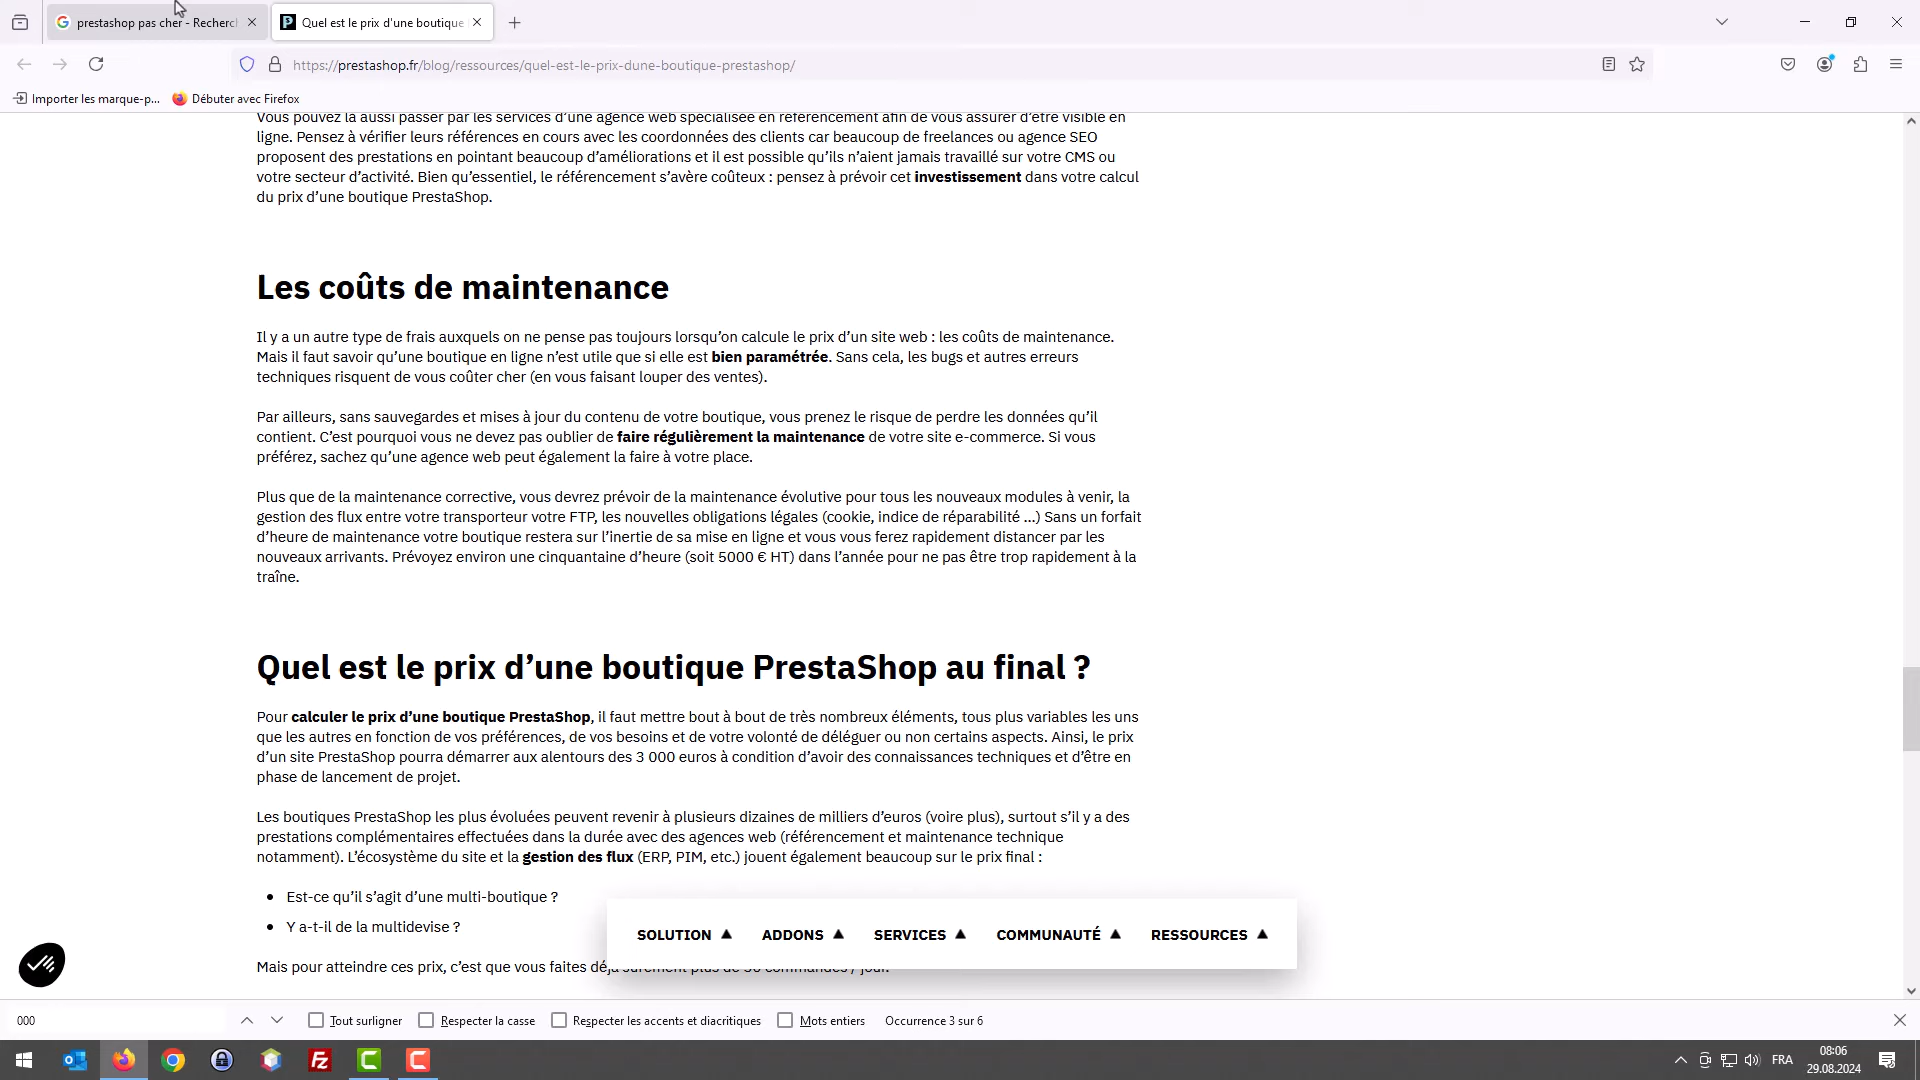 prestashop pas cher - Recherc
Quel est le prix d'une boutique
https://prestashop.fr/blog/ressources/quel-est-le-prix-dune-boutique-prestashop/
Importer les marque-p...
Débuter avec Firefox
Vous pouvez là aussi passer par les services d’une agence web spécialisée en référencement afin de vous assurer d’être visible en
ligne. Pensez à vérifier leurs références en cours avec les coordonnées des clients car beaucoup de freelances ou agence SEO
proposent des prestations en pointant beaucoup d’améliorations et il est possible qu’ils n’aient jamais travaillé sur votre CMS ou
votre secteur d’activité. Bien qu’essentiel, le référencement s’avère coûteux : pensez à prévoir cet investissement dans votre calcul
du prix d’une boutique PrestaShop.
Les coûts de maintenance
Il y a un autre type de frais auxquels on ne pense pas toujours lorsqu’on calcule le prix d’un site web : les coûts de maintenance.
Mais il faut savoir qu’une boutique en ligne n’est utile que si elle est bien paramétrée. Sans cela, les bugs et autres erreurs
techniques risquent de vous coûter cher (en vous faisant louper des ventes).
Par ailleurs, sans sauvegardes et mises à jour du contenu de votre boutique, vous prenez le risque de perdre les données qu’il
contient. C’est pourquoi vous ne devez pas oublier de faire régulièrement la maintenance de votre site e-commerce. Si vous
préférez, sachez qu’une agence web peut également la faire à votre place.
Plus que de la maintenance corrective, vous devrez prévoir de la maintenance évolutive pour tous les nouveaux modules à venir, la
gestion des flux entre votre transporteur votre FTP, les nouvelles obligations légales (cookie, indice de réparabilité …) Sans un forfait
d’heure de maintenance votre boutique restera sur l’inertie de sa mise en ligne et vous vous ferez rapidement distancer par les
nouveaux arrivants. Prévoyez environ une cinquantaine d’heure (soit 5000 € HT) dans l’année pour ne pas être trop rapidement à la
traîne.
Quel est le prix d’une boutique PrestaShop au final ?
Pour calculer le prix d’une boutique PrestaShop, il faut mettre bout à bout de très nombreux éléments, tous plus variables les uns
que les autres en fonction de vos préférences, de vos besoins et de votre volonté de déléguer ou non certains aspects. Ainsi, le prix
d’un site PrestaShop pourra démarrer aux alentours des 3 000 euros à condition d’avoir des connaissances techniques et d’être en
phase de lancement de projet.
Les boutiques PrestaShop les plus évoluées peuvent revenir à plusieurs dizaines de milliers d’euros (voire plus), surtout s’il y a des
prestations complémentaires effectuées dans la durée avec des agences web (référencement et maintenance technique
notamment). L’écosystème du site et la gestion des flux (ERP, PIM, etc.) jouent également beaucoup sur le prix final :
Est-ce qu’il s’agit d’une multi-boutique ?
Y a-t-il de la multidevise ?
SOLUTION ADDONS SERVICES COMMUNAUTÉ RESSOURCES
Mais pour atteindre ces prix, c’est que vous faites déjà sûrement plus de 50 commandes / jour.
000
Tout surligner
Respecter la casse
Respecter les accents et diacritiques
Mots entiers
Occurrence 3 sur 6
FRA
08:06
29.08.2024